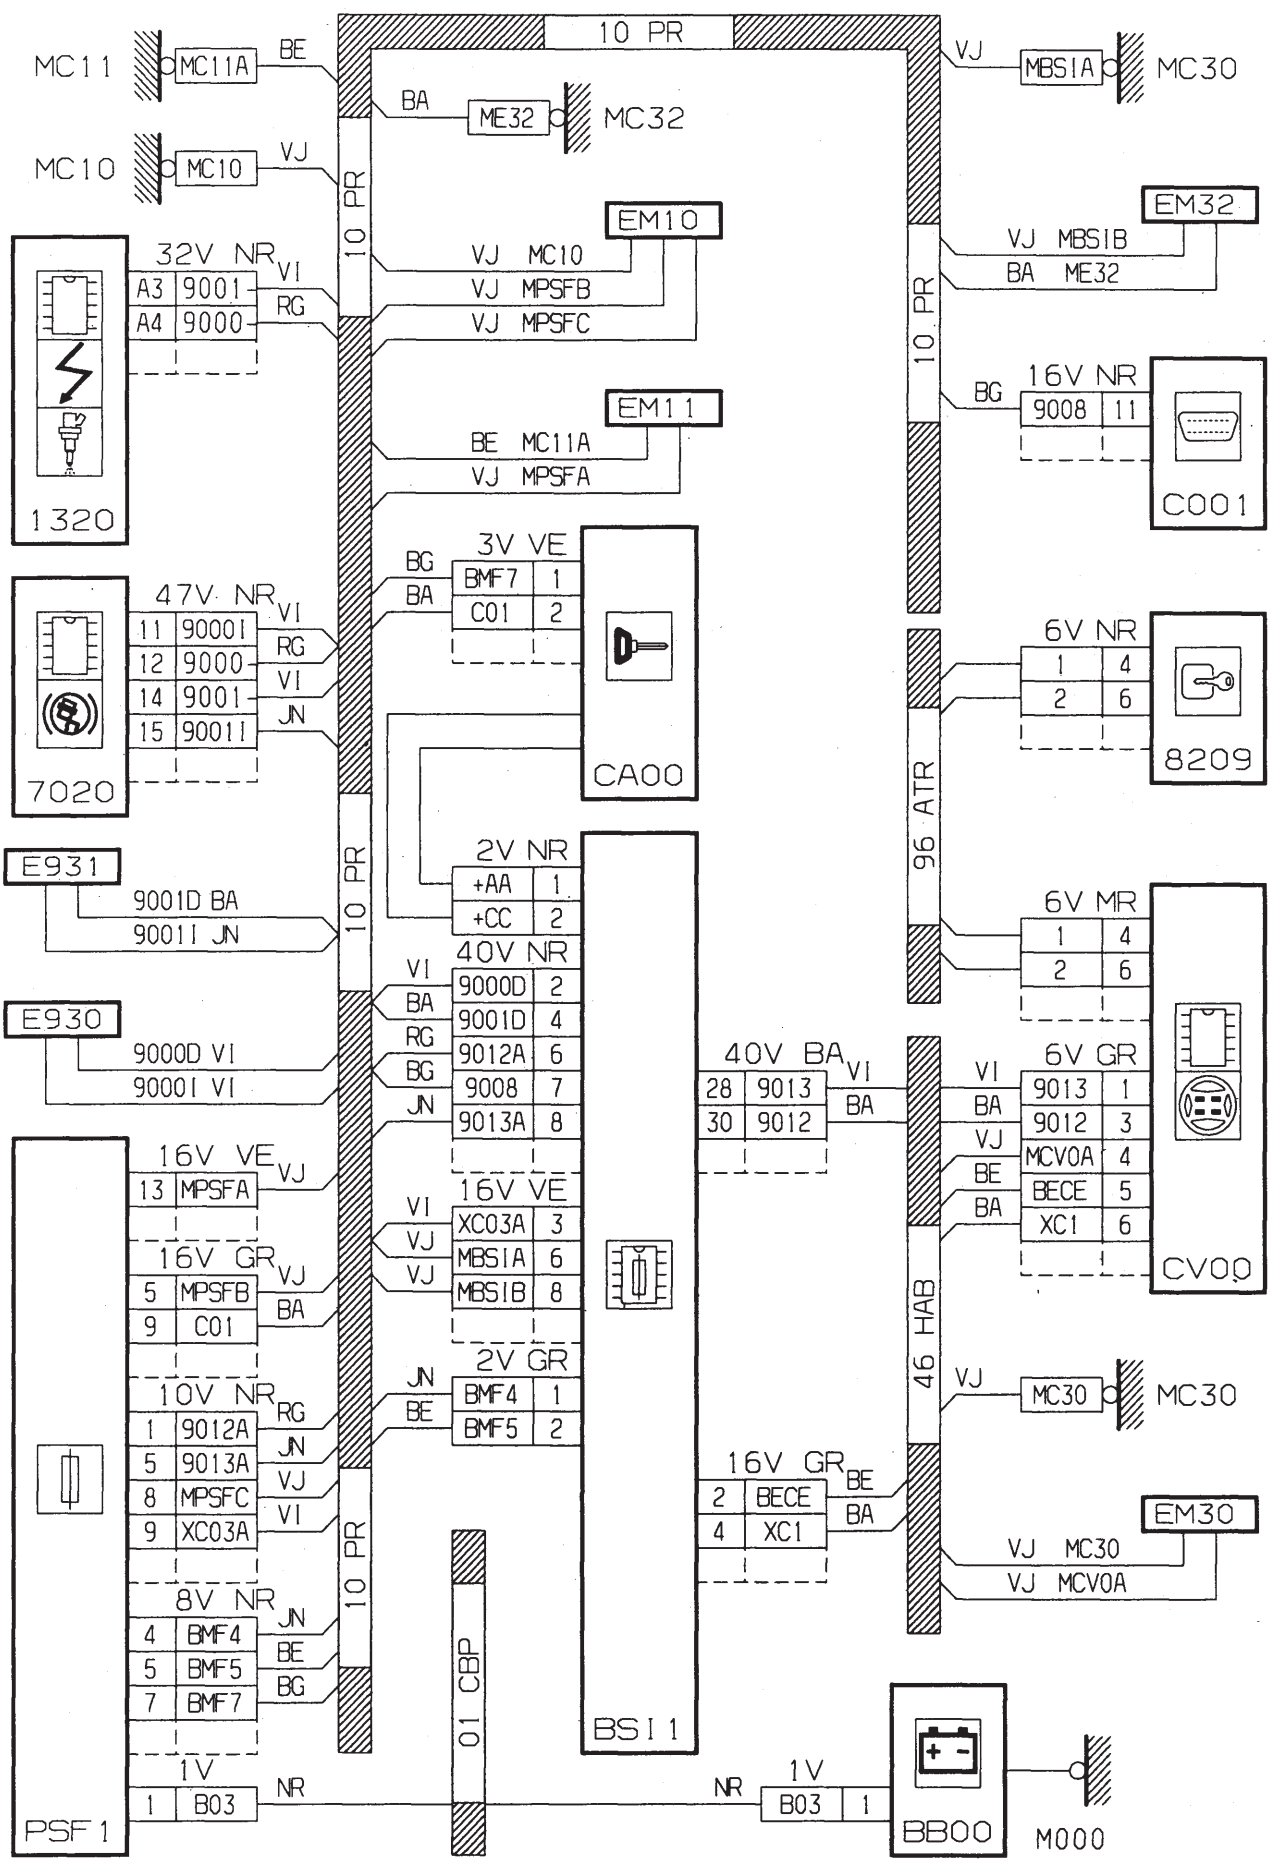 10 PR
MC11
MC11A
BE
VJ
MBSIA
MC30
BA
ME32
MC32
MC10
MC10
VJ
10 PR
EM10
VJ MC10
VJ MPSFB
VJ MPSFC
EM32
VJ MBSIB
BA ME32
10 PR
32V NR
A3 9001 VI
A4 9000 RG
1320
EM11
BE MC11A
VJ MPSFA
16V NR
BG 9008 11
C001
3V VE
BG BMF7 1
BA C01 2
CA00
47V NR
11 9000I VI
12 9000 RG
14 9001 VI
15 9001I JN
7020
6V NR
1 4
2 6
8209
96 ATR
10 PR
E931
9001D BA
9001I JN
2V NR
+AA 1
+CC 2
6V MR
1 4
2 6
40V NR
VI 9000D 2
BA 9001D 4
RG 9012A 6
BG 9008 7
JN 9013A 8
E930
9000D VI
9000I VI
40V BA
28 9013 VI
30 9012 BA
6V GR
VI 9013 1
BA 9012 3
VJ MCV0A 4
BE BECE 5
BA XC1 6
CV00
16V VE
13 MPSFA VJ
16V VE
VI XC03A 3
VJ MBSIA 6
VJ MBSIB 8
16V GR
5 MPSFB VJ
9 C01 BA
46 HAB
2V GR
JN BMF4 1
BE BMF5 2
VJ
MC30
MC30
10V NR
1 9012A RG
5 9013A JN
8 MPSFC VJ
9 XC03A VI
10 PR
16V GR
2 BECE BE
4 XC1 BA
EM30
VJ MC30
VJ MCV0A
8V NR
4 BMF4 JN
5 BMF5 BE
7 BMF7 BG
01 CBP
BSI1
1V
1 B03 NR
PSF1
NR
1V
B03 1
BB00
M000